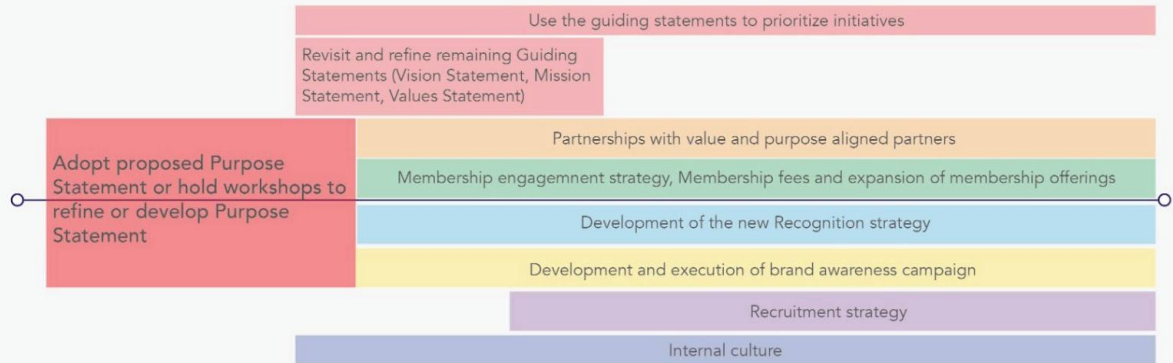 Use the guiding statements to prioritize initiatives
Revisit and refine remaining Guiding
Statements (Vision Statement, Mission
Statement, Values Statement)
Adopt proposed Purpose
Statement or hold workshops to
refine or develop Purpose
Statement
Partnerships with value and purpose aligned partners
Membership engagemnent strategy, Membership fees and expansion of membership offerings
Development of the new Recognition strategy
Development and execution of brand awareness campaign
Recruitment strategy
Internal culture